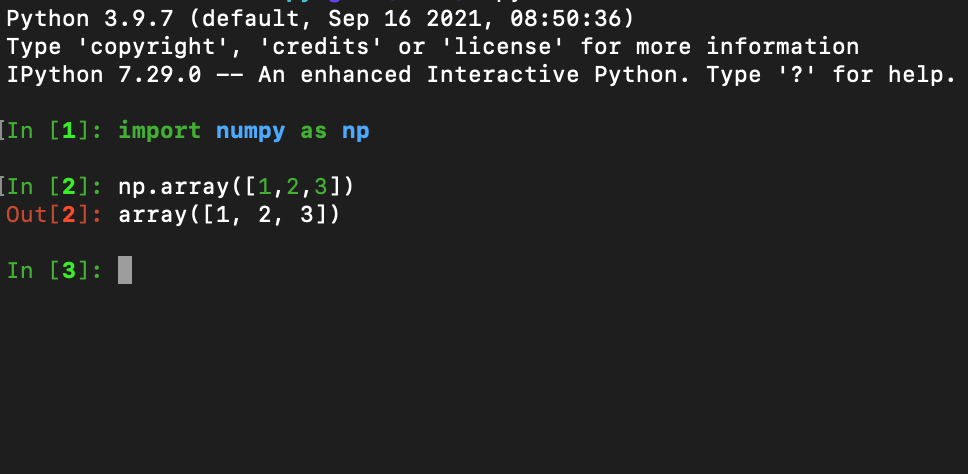 Python 3.9.7 (default, Sep 16 2021, 08:50:36)
Type 'copyright', 'credits' or 'license' for more information
IPython 7.29.0 -- An enhanced Interactive Python. Type '?' for help.
[In [1]: import numpy as np
[In [2]: np.array([1,2,3])
Out[2]: array([1, 2, 3])
In [3]: